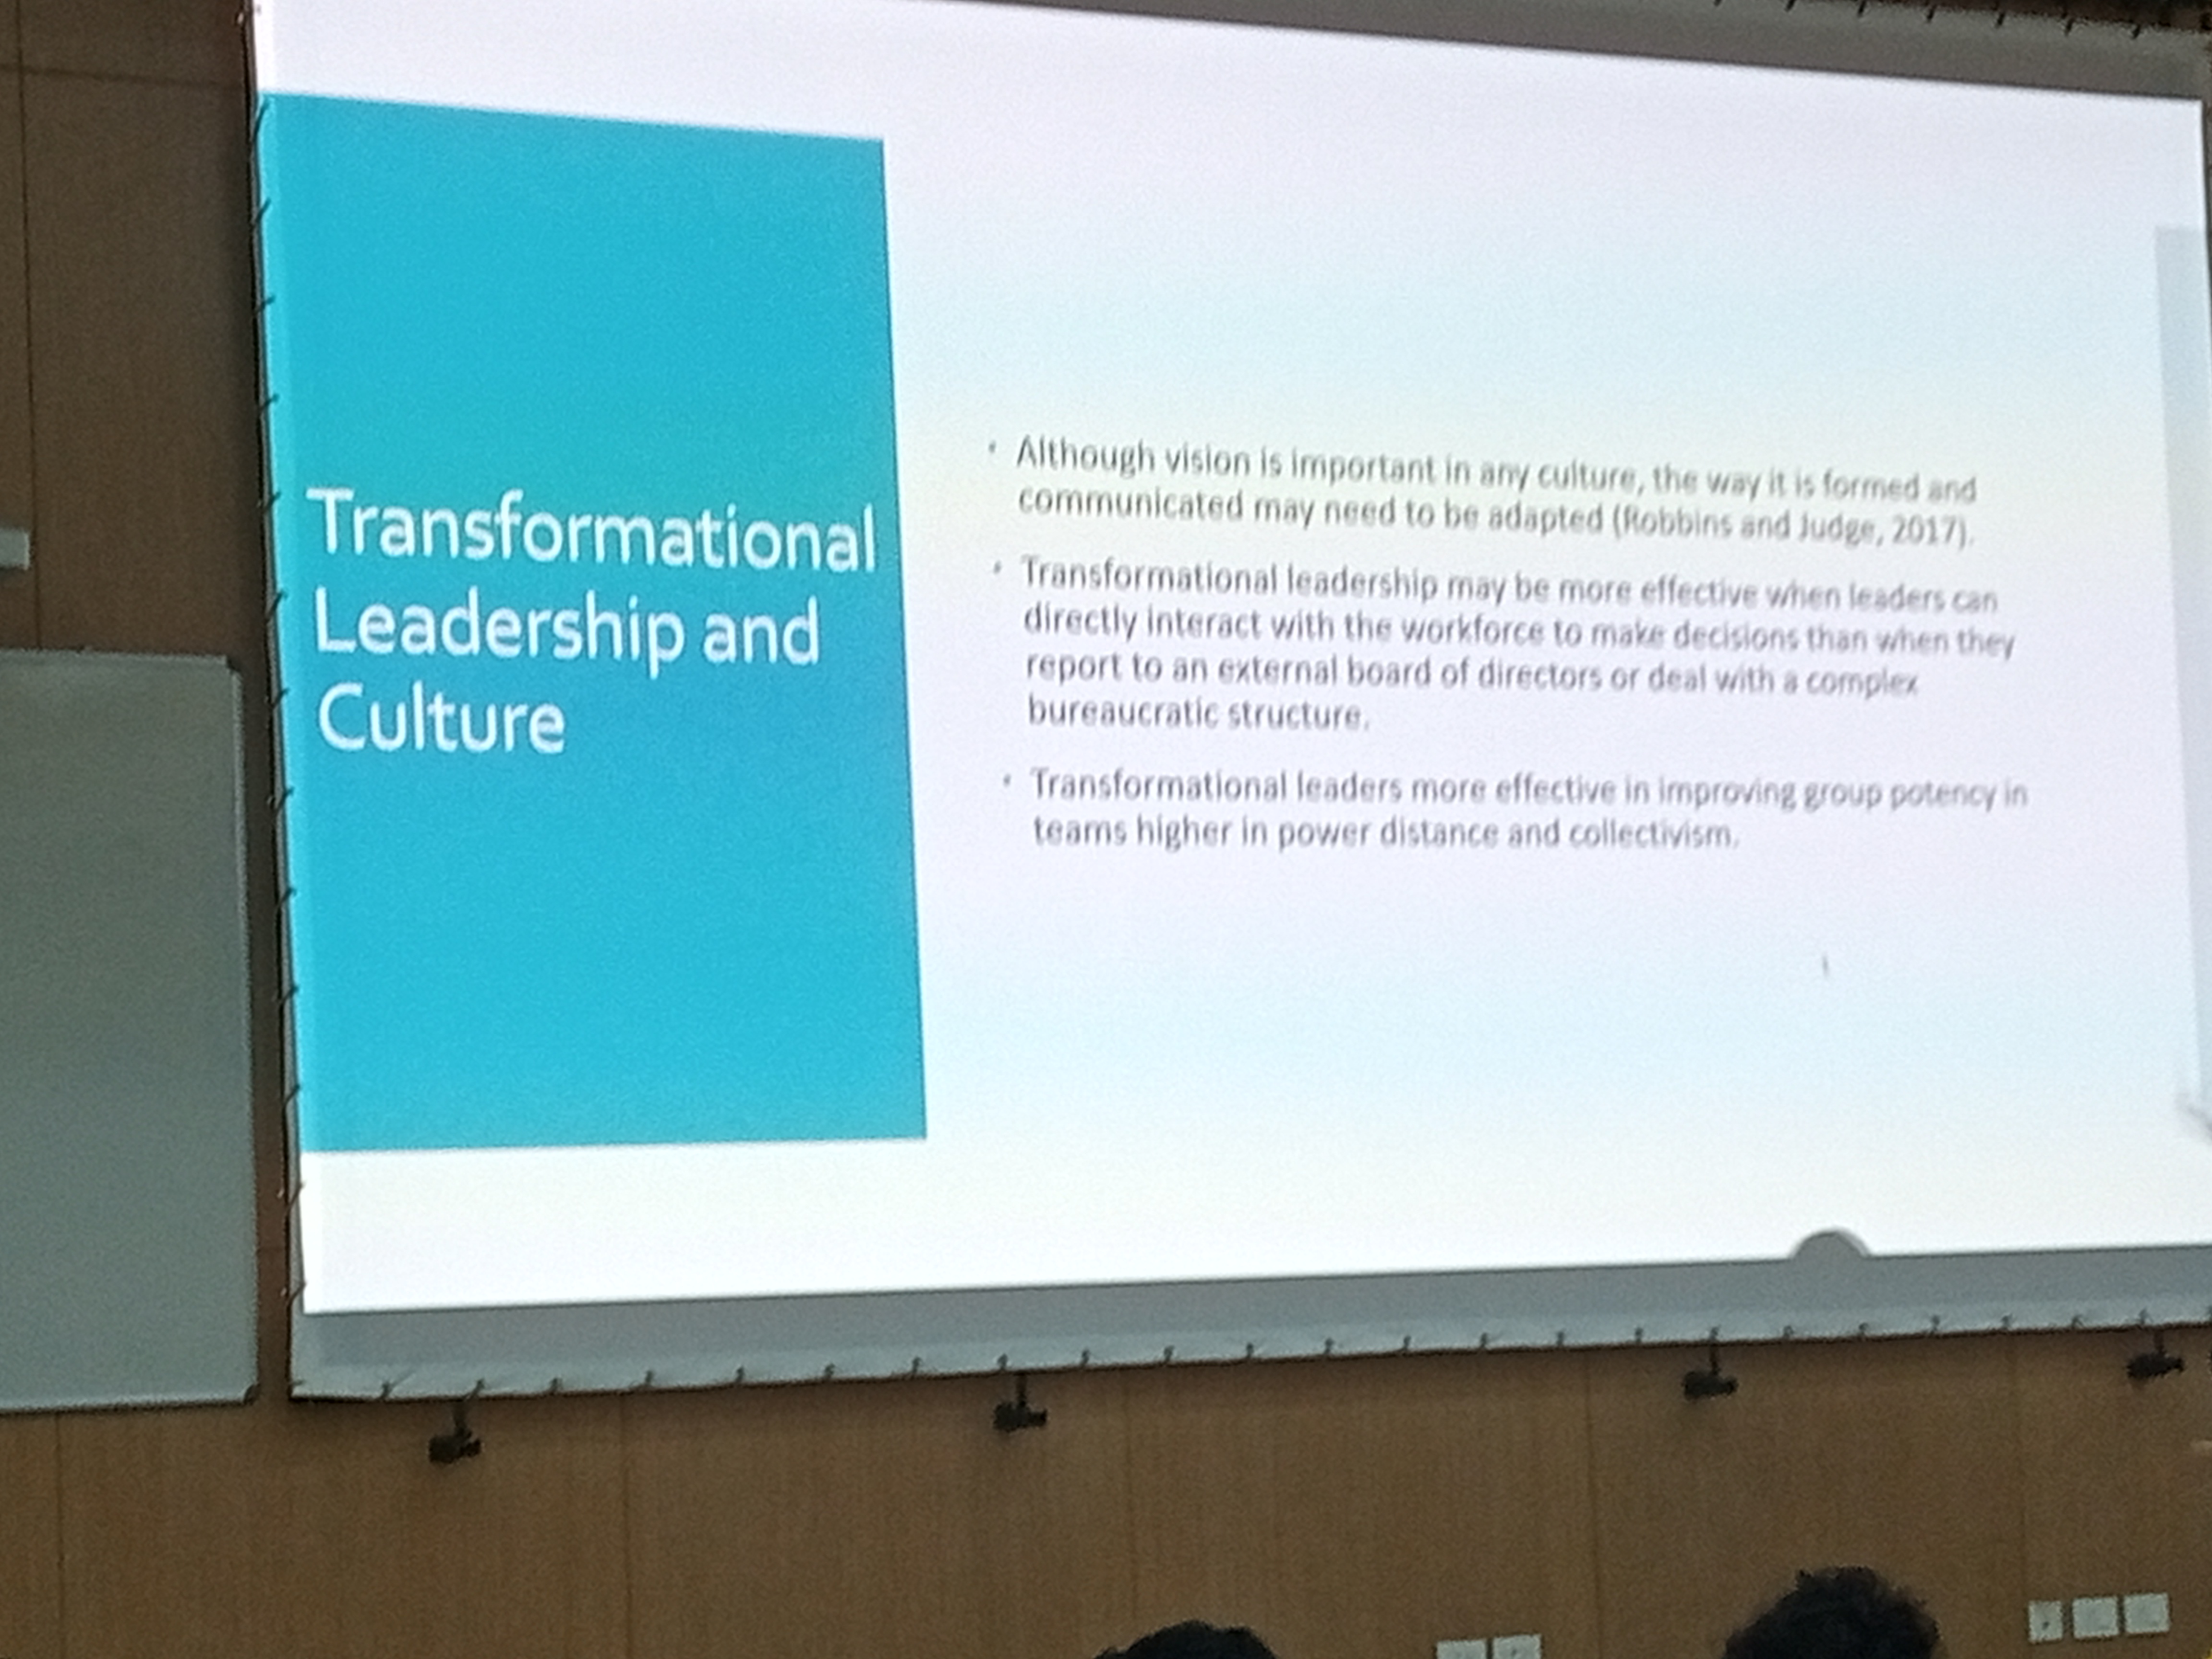 Transformational
Leadership and
Culture
• Although vision is important in any culture, the way it is formed and
communicated may need to be adapted (Robbins and Judge, 2017).
• Transformational leadership may be more effective when leaders can
directly interact with the workforce to make decisions than when they
report to an external board of directors or deal with a complex
bureaucratic structure.
• Transformational leaders more effective in improving group potency in
teams higher in power distance and collectivism.